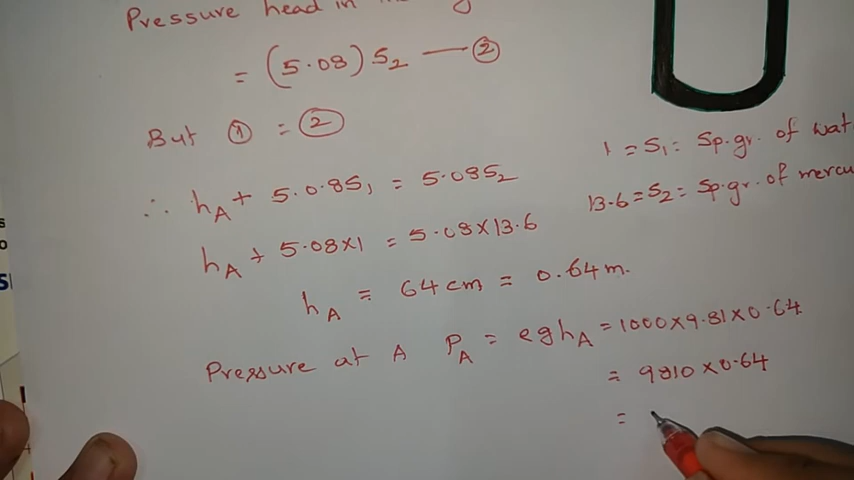 Pressure head in
= (5.08) S₂ — ②
But ① = ②
1 = S₁ = Sp.gr. of wat
∴ hA + 5.0.8S₁ = 5.08S₂
13.6 = S₂ = Sp.gr. of mercu
hA + 5.08×1 = 5.08×13.6
hA = 64 cm = 0.64 m.
Pressure at A PA = ρghA = 1000×9.81×0.64
= 9810×0.64
=